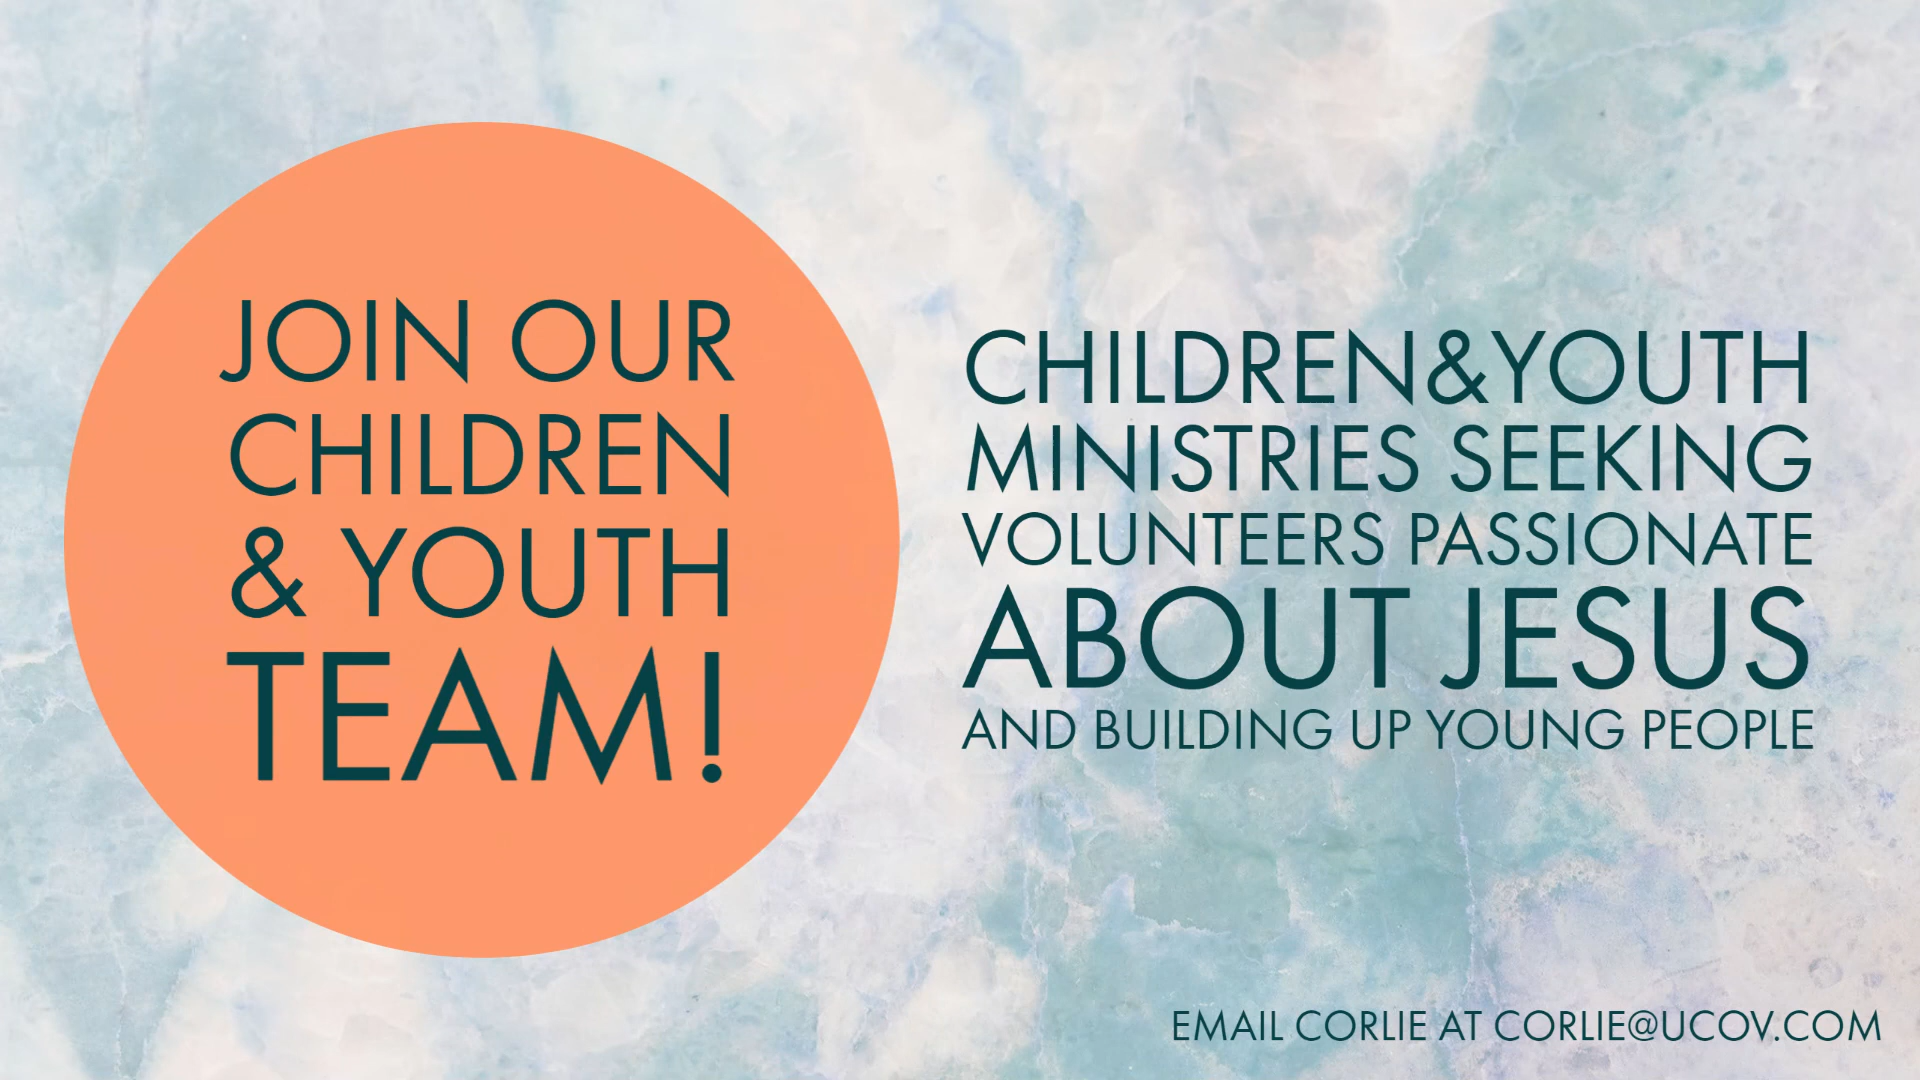 JOIN OUR
CHILDREN
& YOUTH
TEAM!
CHILDREN&YOUTH
MINISTRIES SEEKING
VOLUNTEERS PASSIONATE
ABOUT JESUS
AND BUILDING UP YOUNG PEOPLE
EMAIL CORLIE AT CORLIE@UCOV.COM